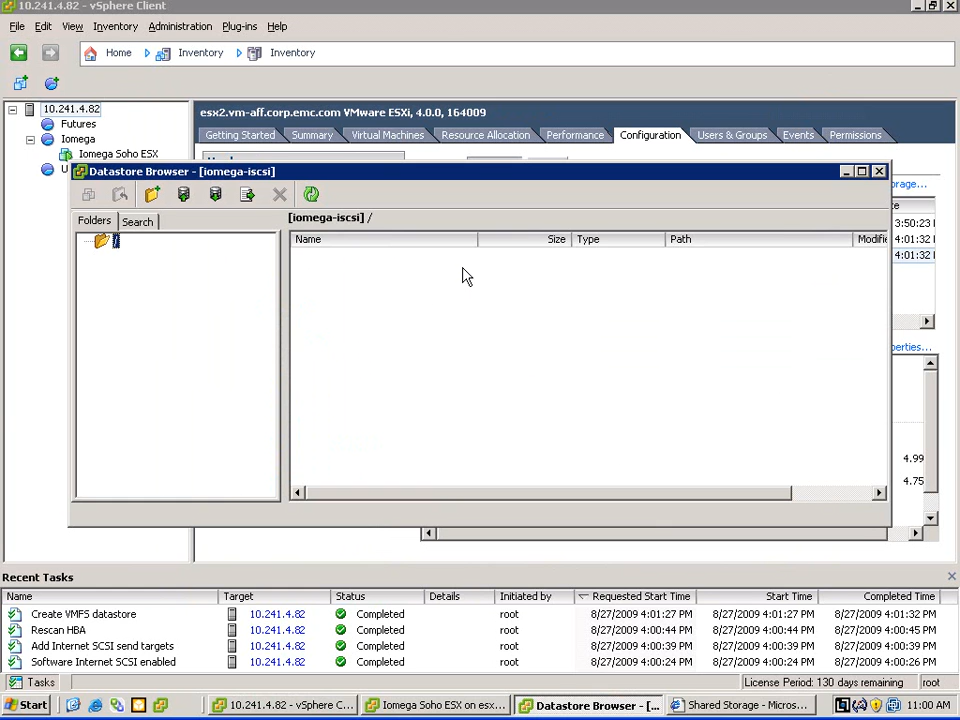 10.241.4.82 - vSphere Client
File Edit View Inventory Administration Plug-ins Help
Home Inventory Inventory
10.241.4.82
Futures
Iomega
Iomega Soho ESX
U
esx2.vm-aff.corp.emc.com VMware ESXi, 4.0.0, 164009
Getting Started Summary Virtual Machines Resource Allocation Performance Configuration Users & Groups Events Permissions
orage...
3:50:23
4:01:32
4:01:32
operties...
4.99
4.75
Datastore Browser - [iomega-iscsi]
Folders Search
[iomega-iscsi] /
/
Name Size Type Path Modifie
Recent Tasks
Name Target Status Details Initiated by Requested Start Time Start Time Completed Time
Create VMFS datastore 10.241.4.82 Completed root 8/27/2009 4:01:27 PM 8/27/2009 4:01:27 PM 8/27/2009 4:01:32 PM
Rescan HBA 10.241.4.82 Completed root 8/27/2009 4:00:44 PM 8/27/2009 4:00:44 PM 8/27/2009 4:00:45 PM
Add Internet SCSI send targets 10.241.4.82 Completed root 8/27/2009 4:00:39 PM 8/27/2009 4:00:39 PM 8/27/2009 4:00:39 PM
Software Internet SCSI enabled 10.241.4.82 Completed root 8/27/2009 4:00:24 PM 8/27/2009 4:00:24 PM 8/27/2009 4:00:26 PM
Tasks License Period: 130 days remaining root
Start 10.241.4.82 - vSphere C... Iomega Soho ESX on esx... Datastore Browser - [... Shared Storage - Micros... 11:00 AM